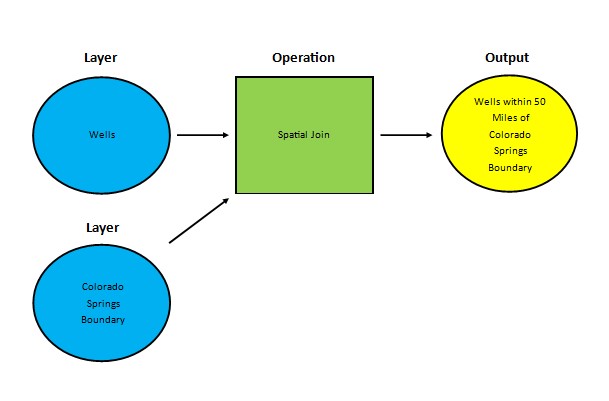 Layer
Operation
Output
Wells
Spatial Join
Wells within 50
Miles of
Colorado
Springs
Boundary
Layer
Colorado
Springs
Boundary